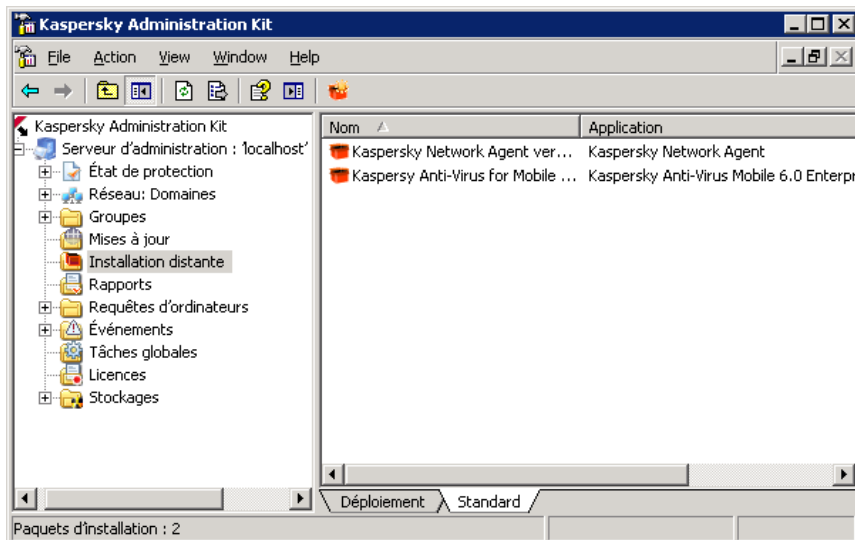 Kaspersky Administration Kit
File Action View Window Help
Kaspersky Administration Kit
Serveur d'administration : 'localhost'
État de protection
Réseau: Domaines
Groupes
Mises à jour
Installation distante
Rapports
Requêtes d'ordinateurs
Événements
Tâches globales
Licences
Stockages
Nom Application
Kaspersky Network Agent ver... Kaspersky Network Agent
Kaspersy Anti-Virus for Mobile ... Kaspersky Anti-Virus Mobile 6.0 Enterpr
Déploiement Standard
Paquets d'installation : 2